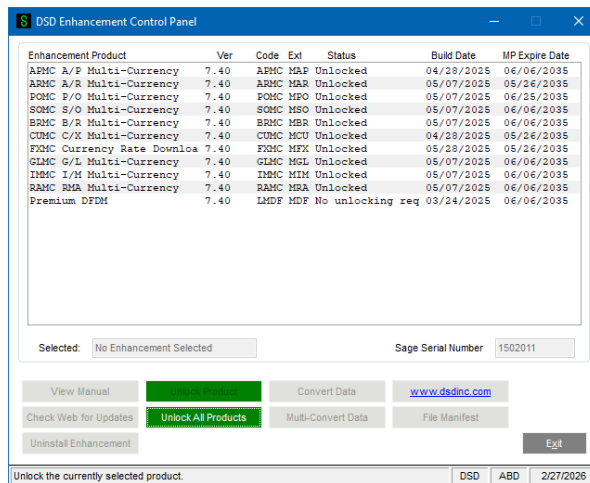 DSD Enhancement Control Panel
Enhancement Product Ver Code Ext Status Build Date MP Expire Date
APMC A/P Multi-Currency 7.40 APMC MAP Unlocked 04/28/2025 06/06/2035
ARMC A/R Multi-Currency 7.40 ARMC MAR Unlocked 05/07/2025 05/26/2035
POMC P/O Multi-Currency 7.40 POMC MPO Unlocked 05/07/2025 06/25/2035
SOMC S/O Multi-Currency 7.40 SOMC MSO Unlocked 05/07/2025 06/06/2035
BRMC B/R Multi-Currency 7.40 BRMC MBR Unlocked 05/07/2025 06/06/2035
CUMC C/X Multi-Currency 7.40 CUMC MCU Unlocked 04/28/2025 05/26/2035
FXMC Currency Rate Downloa 7.40 FXMC MFX Unlocked 05/28/2025 05/26/2035
GLMC G/L Multi-Currency 7.40 GLMC MGL Unlocked 05/07/2025 06/06/2035
IMMC I/M Multi-Currency 7.40 IMMC MIM Unlocked 05/07/2025 06/06/2035
RAMC RMA Multi-Currency 7.40 RAMC MRA Unlocked 05/07/2025 06/06/2035
Premium DFDM 7.40 LMDF MDF No unlocking req 03/24/2025 06/06/2035
Selected: No Enhancement Selected Sage Serial Number 1502011
View Manual Unlock Product Convert Data www.dsdinc.com
Check Web for Updates Unlock All Products Multi-Convert Data File Manifest
Uninstall Enhancement Exit
Unlock the currently selected product. DSD ABD 2/27/2026